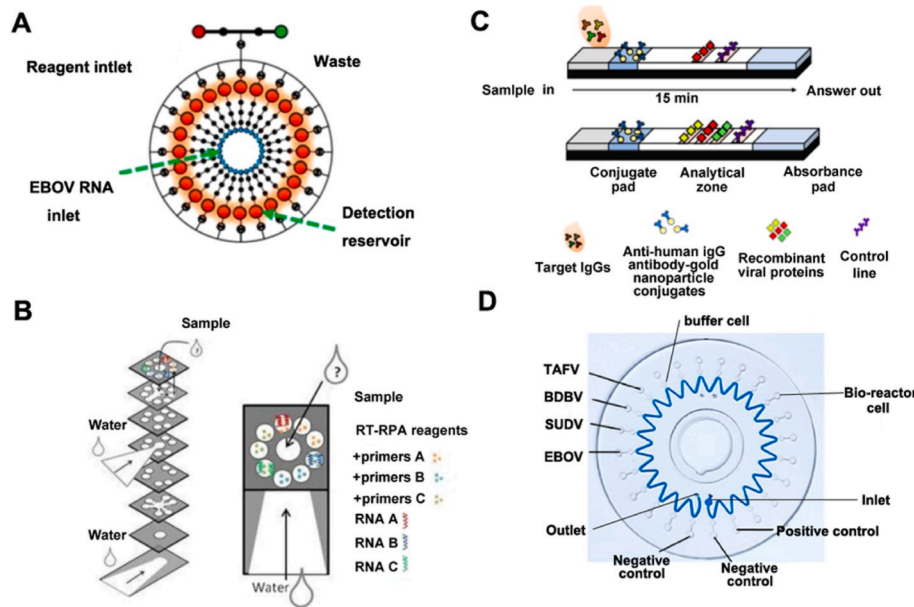 A
Reagent intlet
Waste
EBOV RNA
inlet
Detection
reservoir
B
Sample
?
Water
Water
?
Sample
RT-RPA reagents
+primers A
+primers B
+primers C
RNA A
RNA B
RNA C
Water
C
Samlple in
15 min
Answer out
Conjugate
pad
Analytical
zone
Absorbance
pad
Target IgGs
Anti-human igG
antibody-gold
nanoparticle
conjugates
Recombinant
viral proteins
Control
line
D
buffer cell
TAFV
BDBV
SUDV
EBOV
Bio-reactor
cell
Inlet
Outlet
Positive control
Negative
control
Negative
control